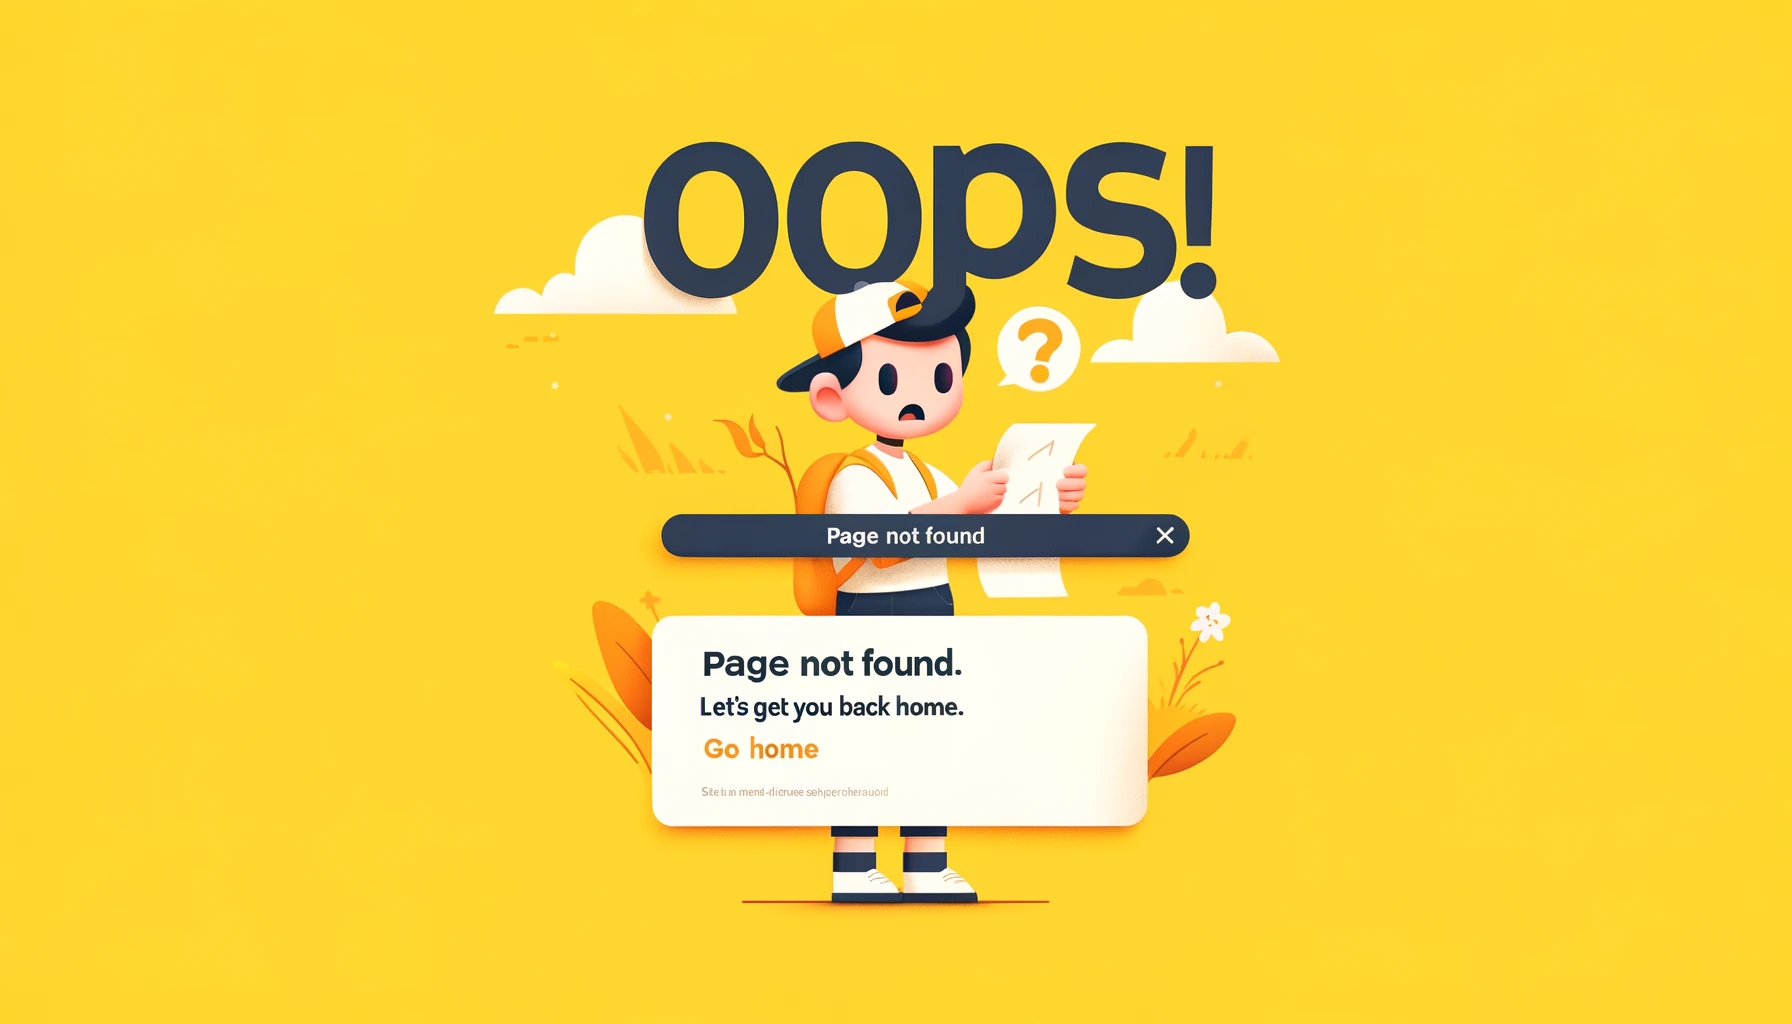 oops!
?
Page not found
Page not found.
Let's get you back home.
Go home